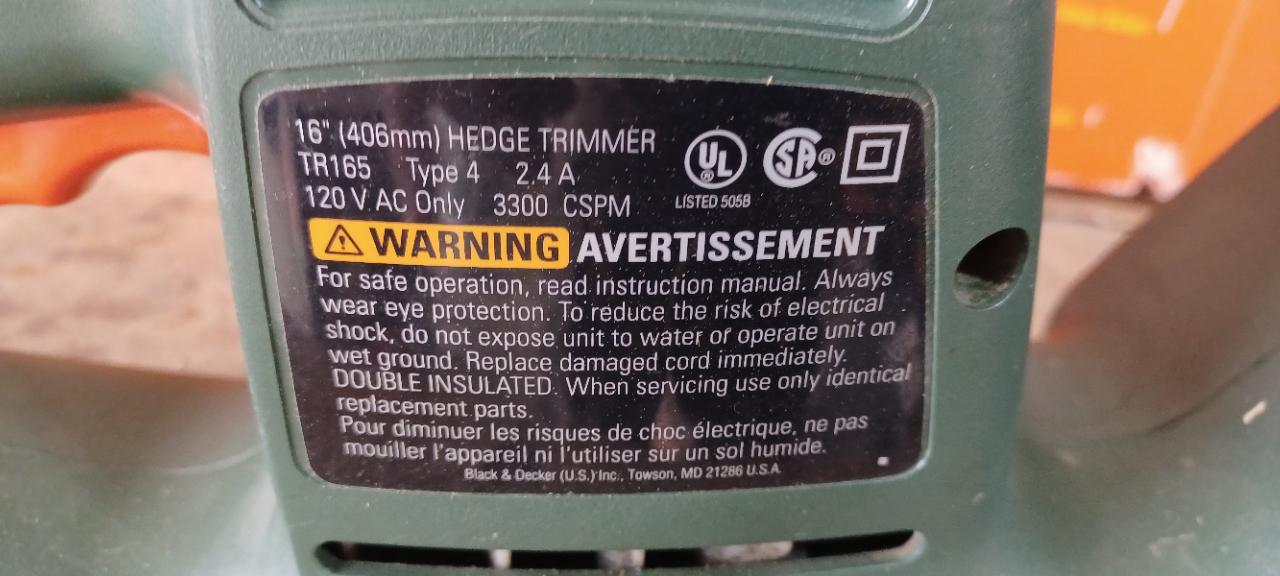 16" (406mm) HEDGE TRIMMER
TR165 Type 4 2.4 A
120 V AC Only 3300 CSPM
UL ®
LISTED 505B
SA ®
WARNING AVERTISSEMENT
For safe operation, read instruction manual. Always
wear eye protection. To reduce the risk of electrical
shock, do not expose unit to water or operate unit on
wet ground. Replace damaged cord immediately.
DOUBLE INSULATED. When servicing use only identical
replacement parts.
Pour diminuer les risques de choc électrique, ne pas
mouiller l'appareil ni l'utiliser sur un sol humide.
Black & Decker (U.S.) Inc., Towson, MD 21286 U.S.A.